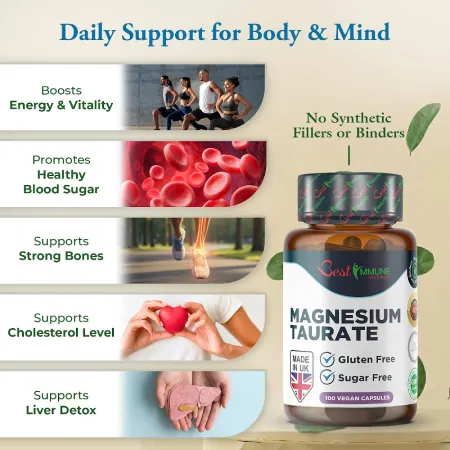 Daily Support for Body & Mind
Boosts
Energy & Vitality
Promotes
Healthy
Blood Sugar
Supports
Strong Bones
Supports
Cholesterol Level
Supports
Liver Detox
No Synthetic
Fillers or Binders
Best IMMUNE
MAGNESIUM
TAURATE
MADE
IN UK
Gluten Free
Sugar Free
100 VEGAN CAPSULES